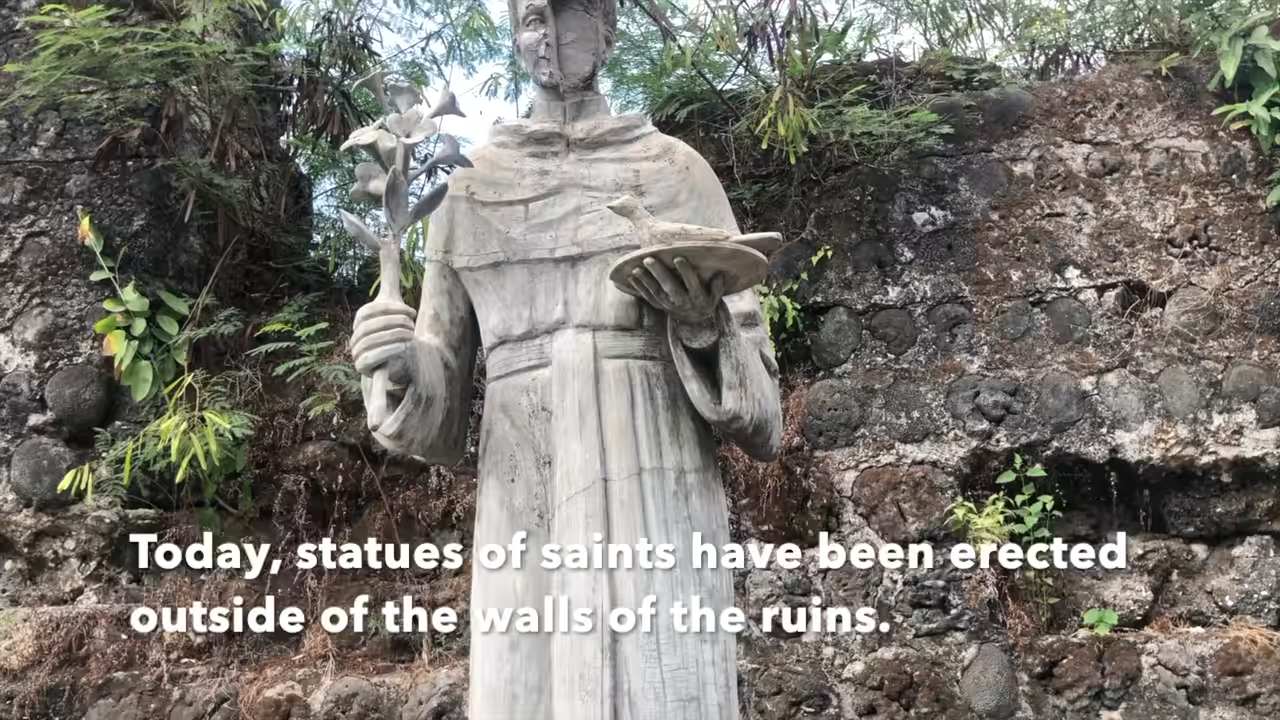 Today, statues of saints have been erected
outside of the walls of the ruins.